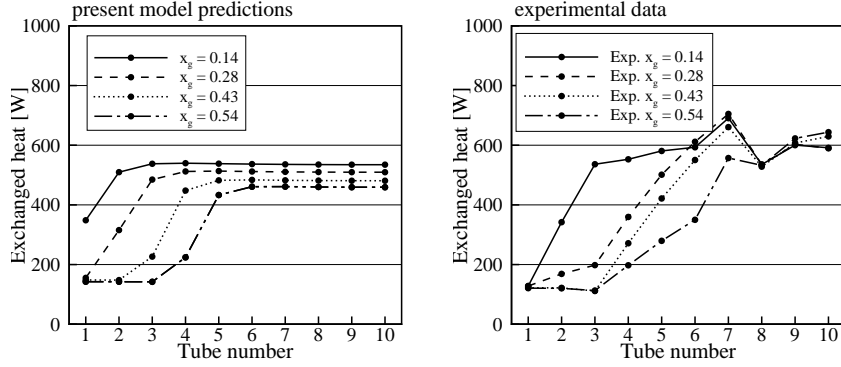 present model predictions
1000
800
600
400
200
0
Exchanged heat [W]
x_g = 0.14
x_g = 0.28
x_g = 0.43
x_g = 0.54
1 2 3 4 5 6 7 8 9 10
Tube number
experimental data
1000
800
600
400
200
0
Exchanged heat [W]
Exp. x_g = 0.14
Exp. x_g = 0.28
Exp. x_g = 0.43
Exp. x_g = 0.54
1 2 3 4 5 6 7 8 9 10
Tube number